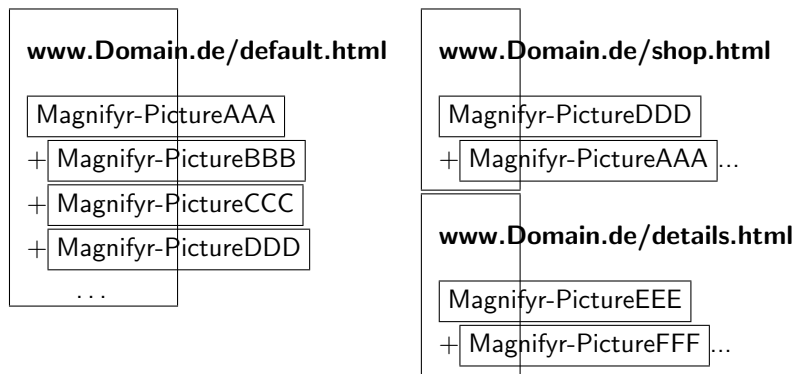 www.Domain.de/default.html
Magnifyr-PictureAAA
+ Magnifyr-PictureBBB
+ Magnifyr-PictureCCC
+ Magnifyr-PictureDDD
...
www.Domain.de/shop.html
Magnifyr-PictureDDD
+ Magnifyr-PictureAAA ...
www.Domain.de/details.html
Magnifyr-PictureEEE
+ Magnifyr-PictureFFF ...